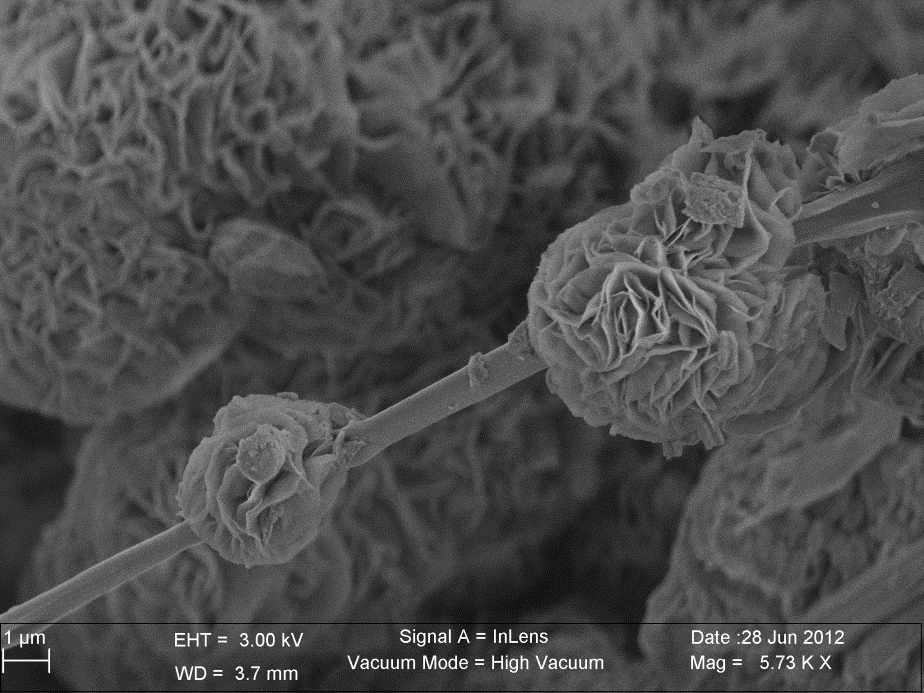 1 µm
EHT = 3.00 kV
WD = 3.7 mm
Signal A = InLens
Vacuum Mode = High Vacuum
Date :28 Jun 2012
Mag = 5.73 K X